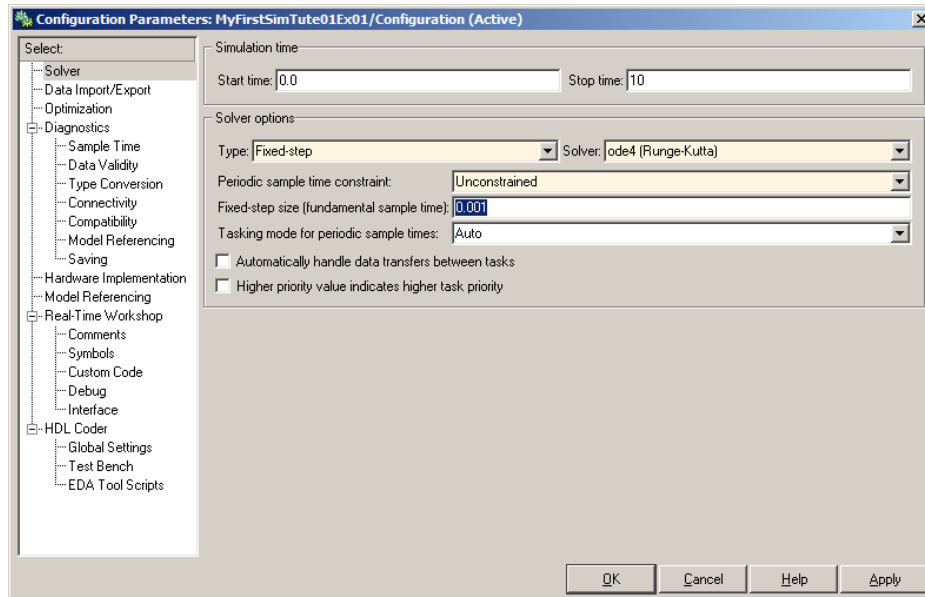 Configuration Parameters: MyFirstSimTute01Ex01/Configuration (Active)
Select:
Solver
Data Import/Export
Optimization
Diagnostics
Sample Time
Data Validity
Type Conversion
Connectivity
Compatibility
Model Referencing
Saving
Hardware Implementation
Model Referencing
Real-Time Workshop
Comments
Symbols
Custom Code
Debug
Interface
HDL Coder
Global Settings
Test Bench
EDA Tool Scripts
Simulation time
Start time: 0.0 Stop time: 10
Solver options
Type: Fixed-step Solver: ode4 (Runge-Kutta)
Periodic sample time constraint: Unconstrained
Fixed-step size (fundamental sample time): 0.001
Tasking mode for periodic sample times: Auto
Automatically handle data transfers between tasks
Higher priority value indicates higher task priority
OK Cancel Help Apply